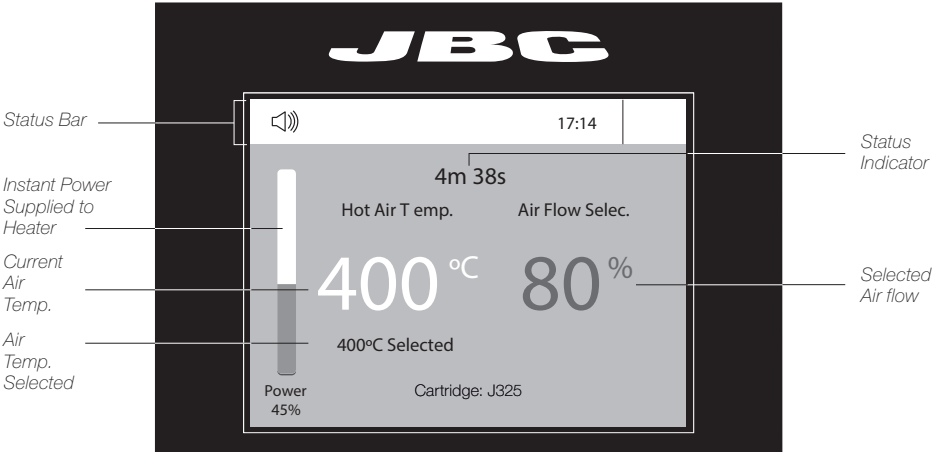 JBC
Status Bar
17:14
Status
Indicator
4m 38s
Instant Power
Supplied to
Heater
Hot Air T emp.
Air Flow Selec.
Current
Air
Temp.
400 ºC
80 %
Selected
Air flow
Air
Temp.
Selected
400ºC Selected
Power
45%
Cartridge: J325